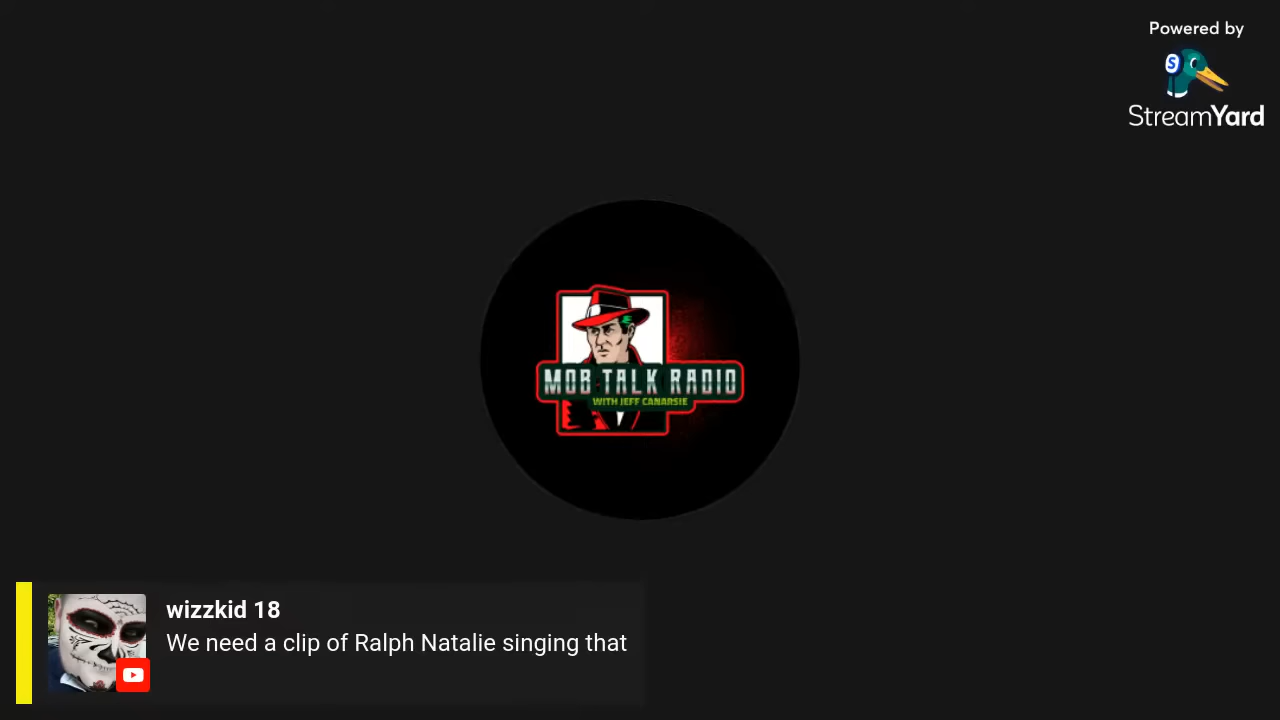 Powered by
StreamYard
MOB TALK RADIO
WITH JEFF CANARSIE
wizzkid 18
We need a clip of Ralph Natalie singing that